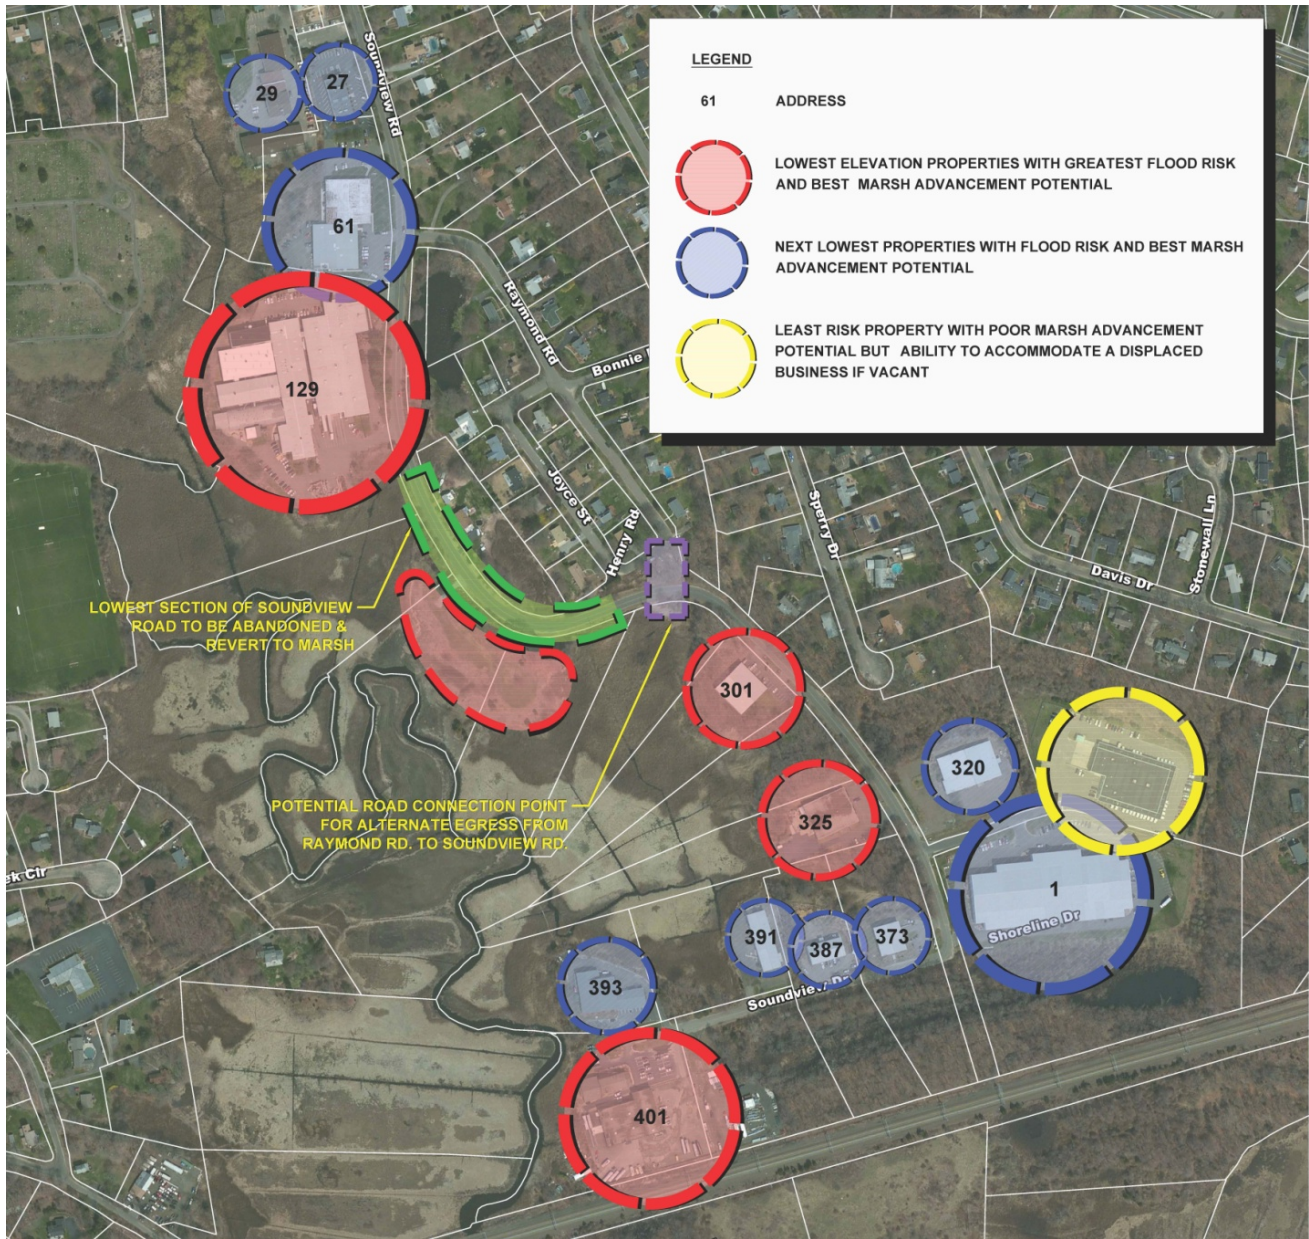 LEGEND
61 ADDRESS
LOWEST ELEVATION PROPERTIES WITH GREATEST FLOOD RISK
AND BEST MARSH ADVANCEMENT POTENTIAL
NEXT LOWEST PROPERTIES WITH FLOOD RISK AND BEST MARSH
ADVANCEMENT POTENTIAL
LEAST RISK PROPERTY WITH POOR MARSH ADVANCEMENT
POTENTIAL BUT ABILITY TO ACCOMMODATE A DISPLACED
BUSINESS IF VACANT
29
27
Soundview Rd
61
Raymond Rd
Bonnie
129
Joyce St
Henry Rd
Sperry Dr
Stonewall Ln
Davis Dr
LOWEST SECTION OF SOUNDVIEW
ROAD TO BE ABANDONED &
REVERT TO MARSH
301
320
POTENTIAL ROAD CONNECTION POINT
FOR ALTERNATE EGRESS FROM
RAYMOND RD. TO SOUNDVIEW RD.
325
ek Cir
1
Shoreline Dr
391
387
373
393
Soundview Dr
401